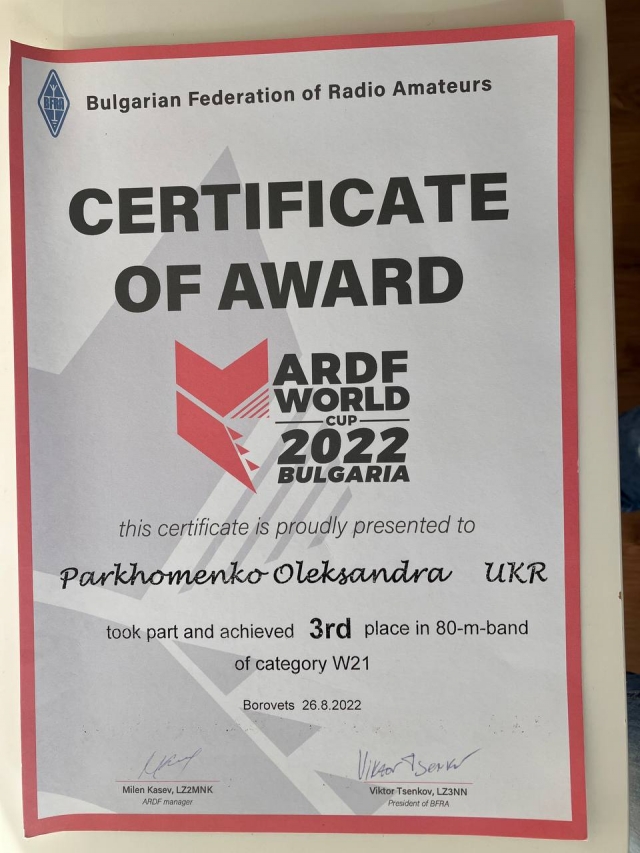 BFRA
Bulgarian Federation of Radio Amateurs
CERTIFICATE
OF AWARD
ARDF
WORLD
CUP
2022
BULGARIA
this certificate is proudly presented to
Parkhomenko Oleksandra UKR
took part and achieved 3rd place in 80-m-band
of category W21
Borovets 26.8.2022
Viktor Tsenkov
Milen Kasev, LZ2MNK
ARDF manager
Viktor Tsenkov, LZ3NN
President of BFRA